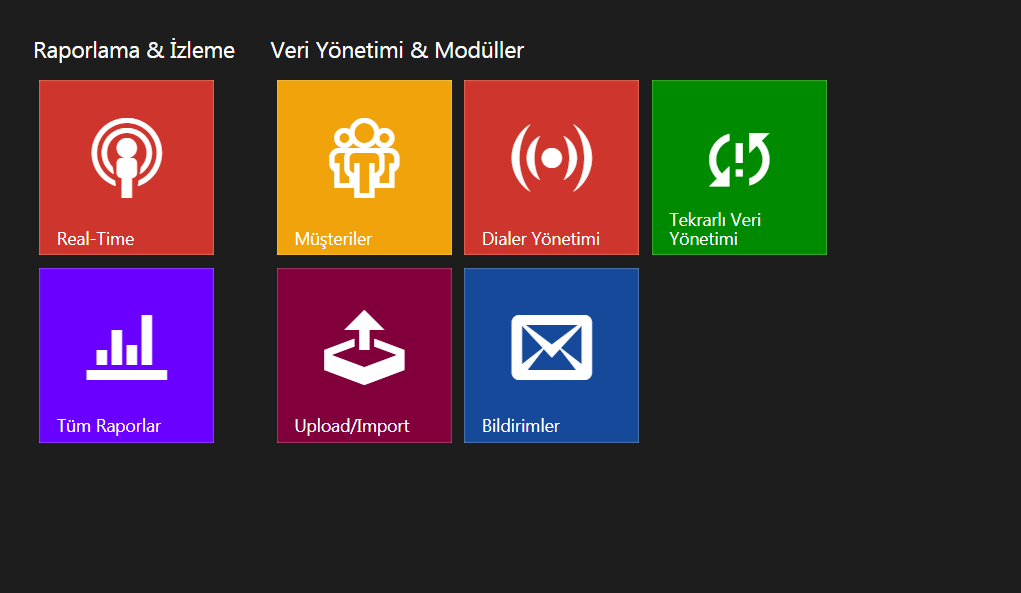 Raporlama & İzleme
Veri Yönetimi & Modüller
Real-Time
Müşteriler
Dialer Yönetimi
Tekrarlı Veri
Yönetimi
Tüm Raporlar
Upload/Import
Bildirimler